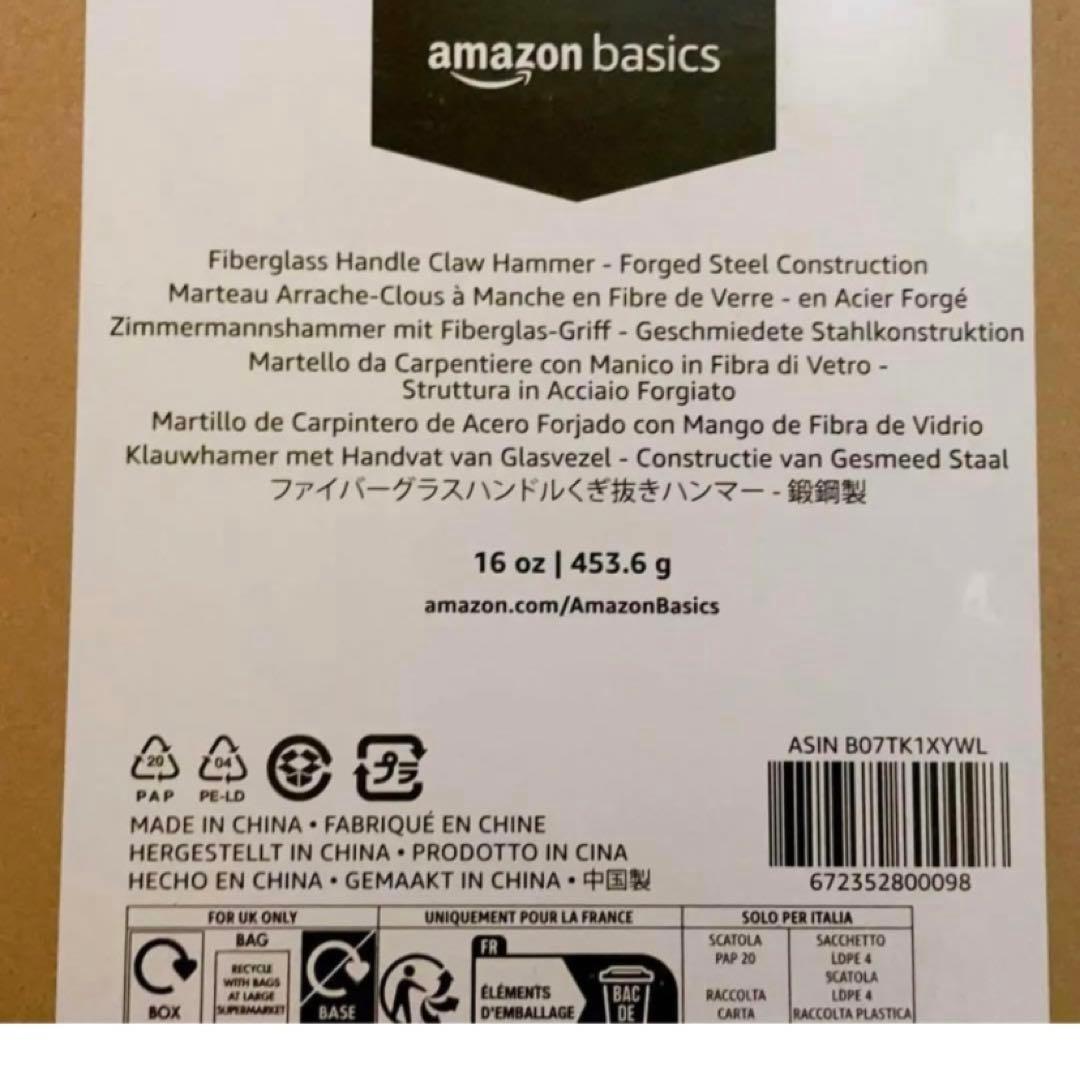 amazon basics
Fiberglass Handle Claw Hammer - Forged Steel Construction
Marteau Arrache-Clous à Manche en Fibre de Verre - en Acier Forgé
Zimmermannshammer mit Fiberglas-Griff - Geschmiedete Stahlkonstruktion
Martello da Carpentiere con Manico in Fibra di Vetro -
Struttura in Acciaio Forgiato
Martillo de Carpintero de Acero Forjado con Mango de Fibra de Vidrio
Klauwhamer met Handvat van Glasvezel - Constructie van Gesmeed Staal
ファイバーグラスハンドルくぎ抜きハンマー - 鍛鋼製
16 oz | 453.6 g
amazon.com/AmazonBasics
20 04 プラ
PAP PE-LD
ASIN B07TK1XYWL
672352800098
MADE IN CHINA • FABRIQUÉ EN CHINE
HERGESTELLT IN CHINA • PRODOTTO IN CINA
HECHO EN CHINA • GEMAAKT IN CHINA • 中国製
FOR UK ONLY
BOX
BAG
RECYCLE
WITH BAGS
AT LARGE
SUPERMARKET
BASE
UNIQUEMENT POUR LA FRANCE
FR
ÉLÉMENTS
D'EMBALLAGE
BAC
DE
SOLO PER ITALIA
SCATOLA
PAP 20
RACCOLTA
CARTA
SACCHETTO
LDPE 4
SCATOLA
LDPE 4
RACCOLTA PLASTICA